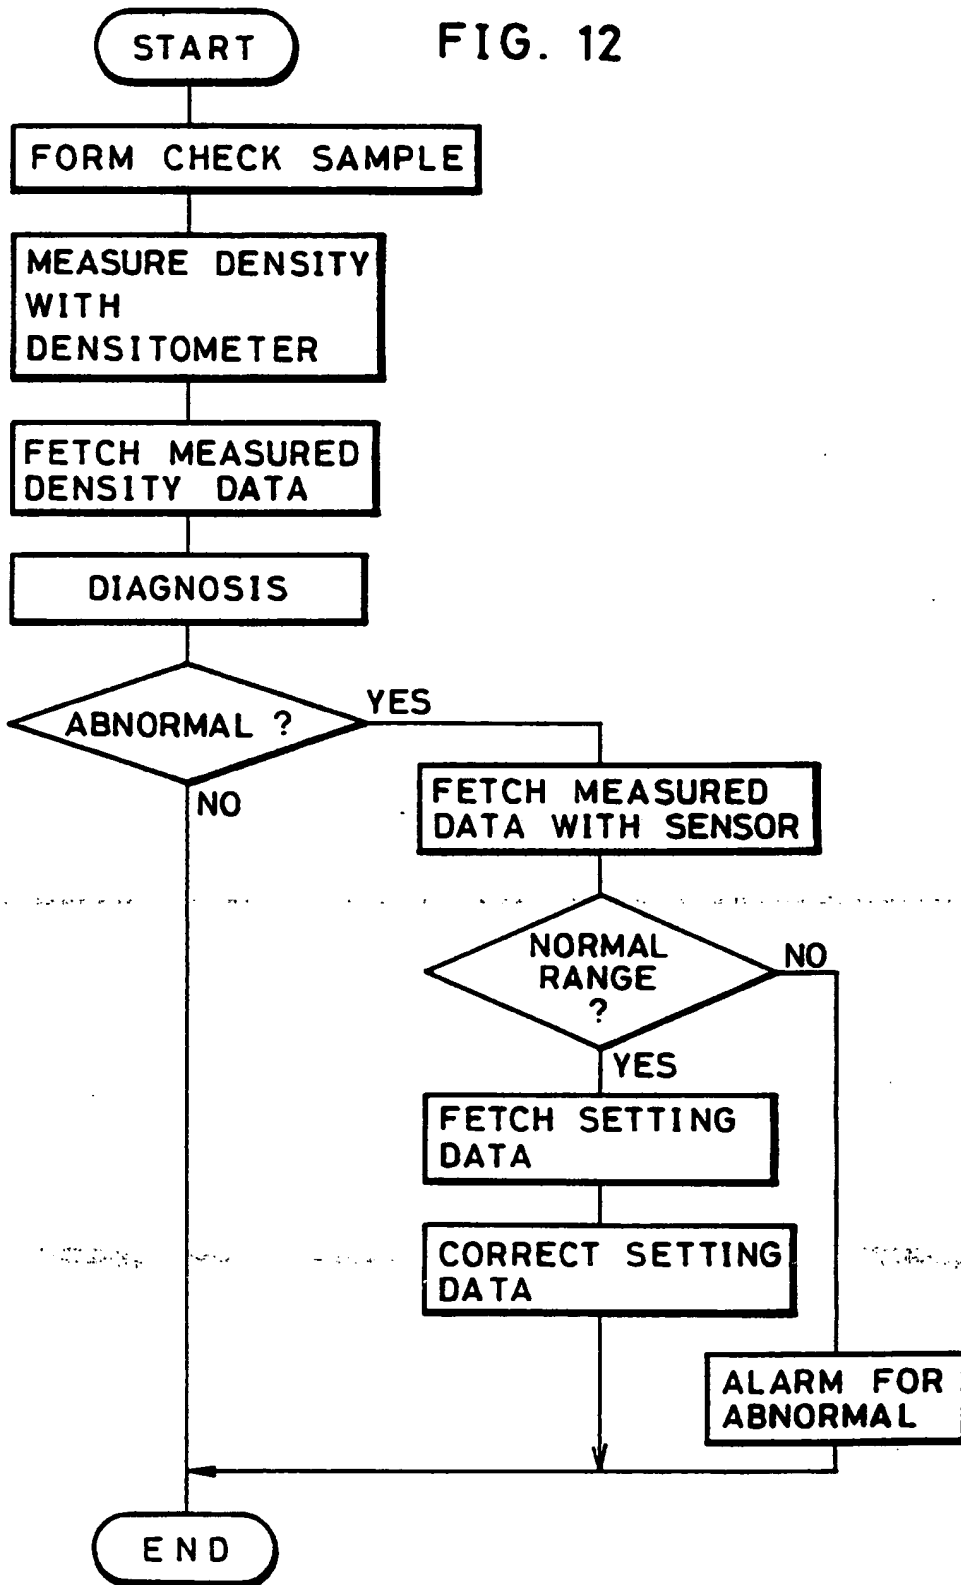 FIG. 12
START
FORM CHECK SAMPLE
MEASURE DENSITY
WITH
DENSITOMETER
FETCH MEASURED
DENSITY DATA
DIAGNOSIS
ABNORMAL ?
YES
NO
FETCH MEASURED
DATA WITH SENSOR
NORMAL
RANGE
?
NO
YES
FETCH SETTING
DATA
CORRECT SETTING
DATA
ALARM FOR
ABNORMAL
END